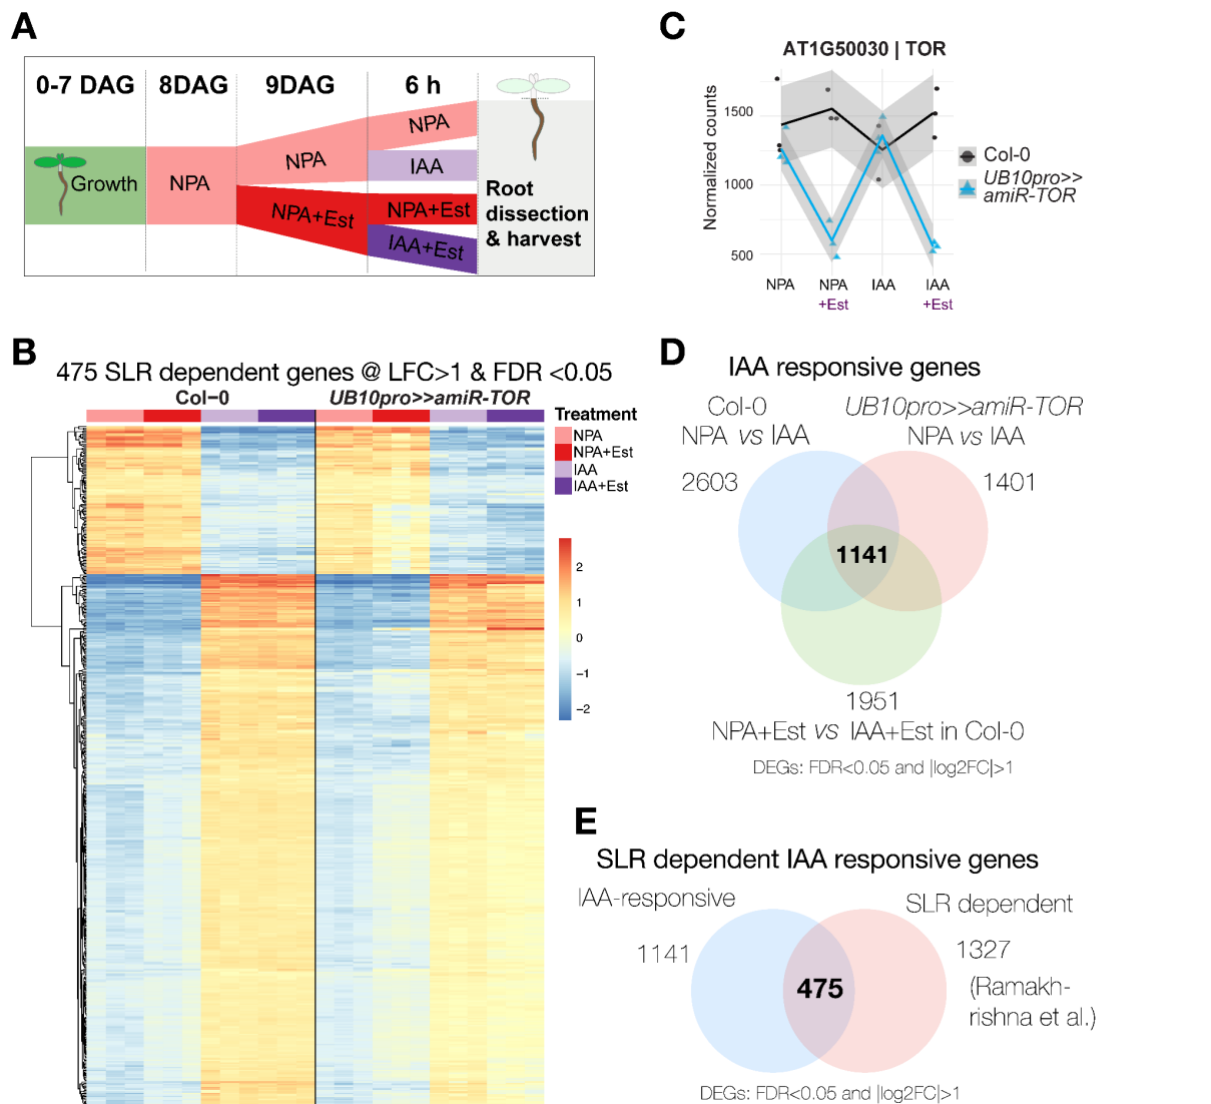 A
0-7 DAG 8DAG 9DAG 6 h
Growth
NPA
NPA
NPA+Est
NPA
IAA
NPA+Est
IAA+Est
Root
dissection
& harvest
C
AT1G50030 | TOR
Normalized counts
1500
1000
500
NPA NPA IAA IAA
+Est +Est
Col-0
UB10pro>>
amiR-TOR
B
475 SLR dependent genes @ LFC>1 & FDR <0.05
Col−0 UB10pro>>amiR-TOR
Treatment
NPA
NPA+Est
IAA
IAA+Est
2
1
0
−1
−2
D
IAA responsive genes
Col-0 UB10pro>>amiR-TOR
NPA vs IAA NPA vs IAA
2603 1401
1141
1951
NPA+Est vs IAA+Est in Col-0
DEGs: FDR<0.05 and |log2FC|>1
E
SLR dependent IAA responsive genes
IAA-responsive SLR dependent
1141 1327
475
(Ramakh-
rishna et al.)
DEGs: FDR<0.05 and |log2FC|>1